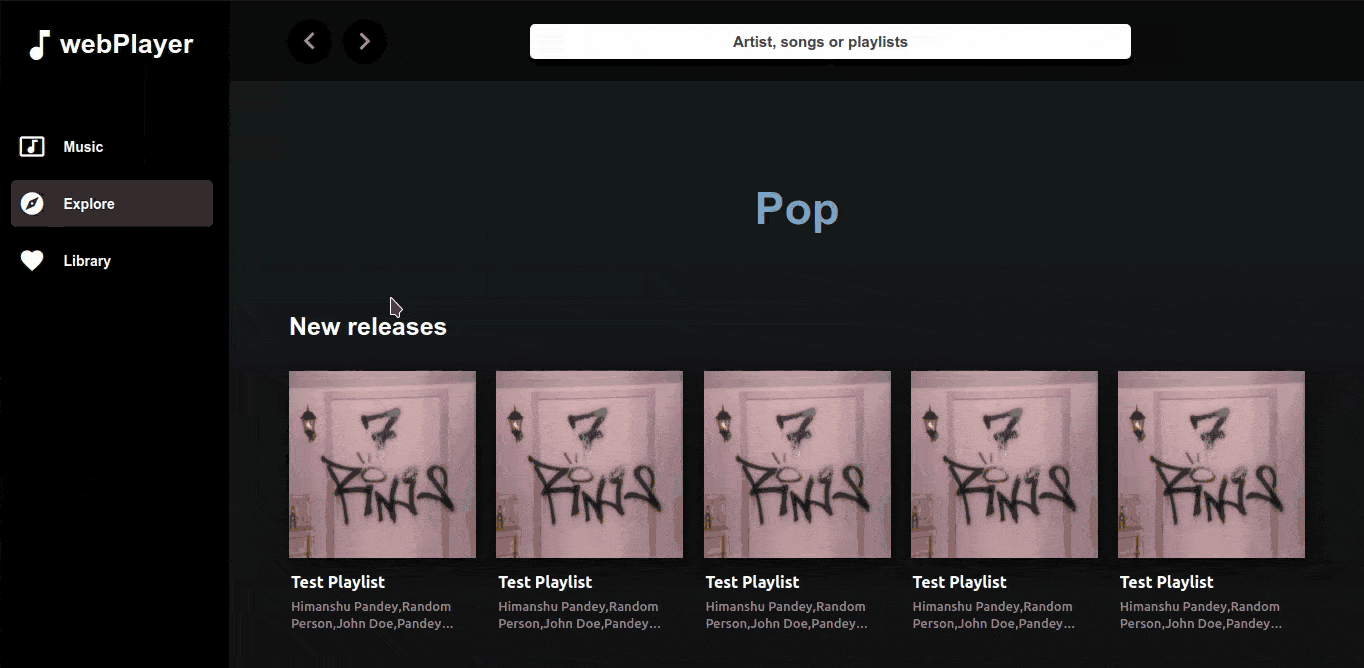 webPlayer
Artist, songs or playlists
Music
Explore
Library
Pop
New releases
7
RINGS
7
RINGS
7
RINGS
7
RINGS
7
RINGS
Test Playlist
Himanshu Pandey,Random
Person,John Doe,Pandey...
Test Playlist
Himanshu Pandey,Random
Person,John Doe,Pandey...
Test Playlist
Himanshu Pandey,Random
Person,John Doe,Pandey...
Test Playlist
Himanshu Pandey,Random
Person,John Doe,Pandey...
Test Playlist
Himanshu Pandey,Random
Person,John Doe,Pandey...